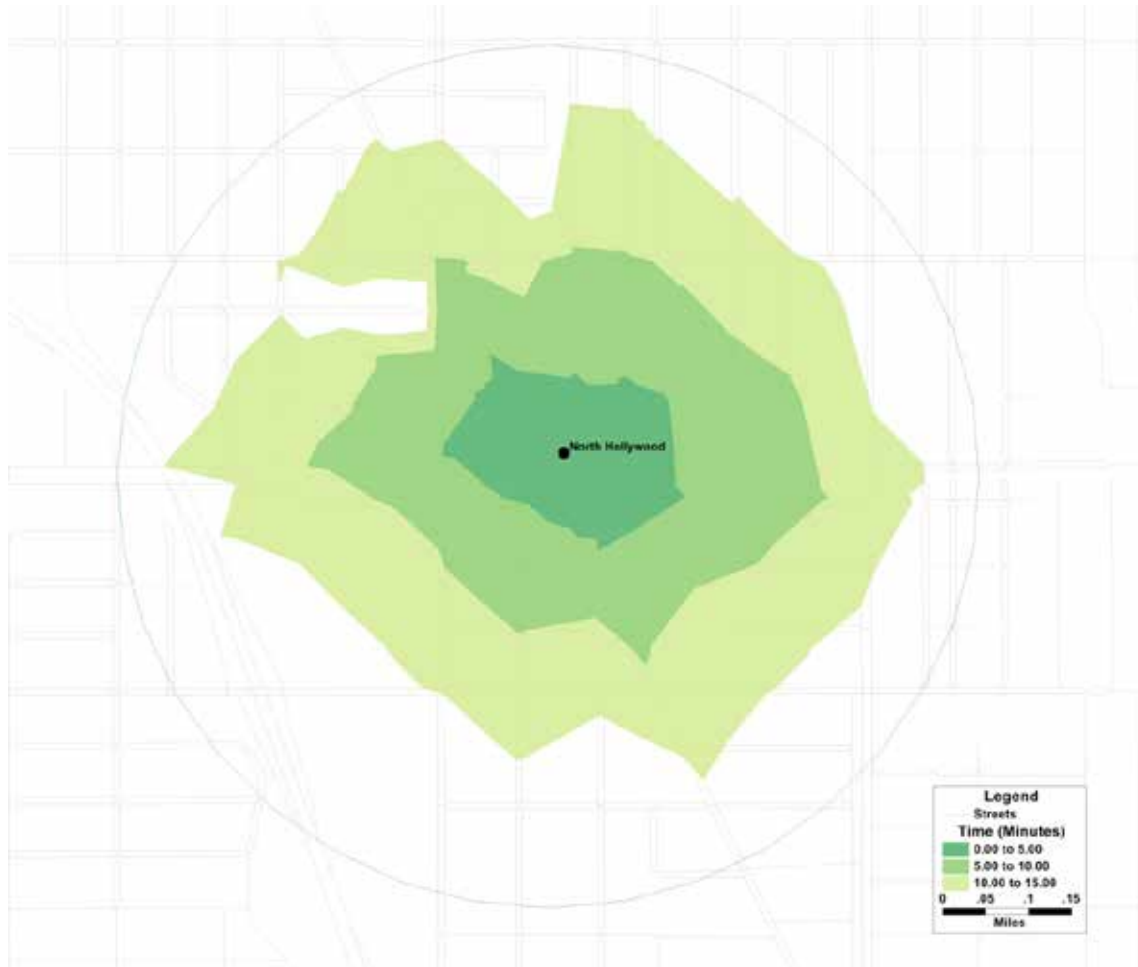 North Hollywood
Legend
Streets
Time (Minutes)
0.00 to 5.00
5.00 to 10.00
10.00 to 15.00
0 .05 .1 .15
Miles